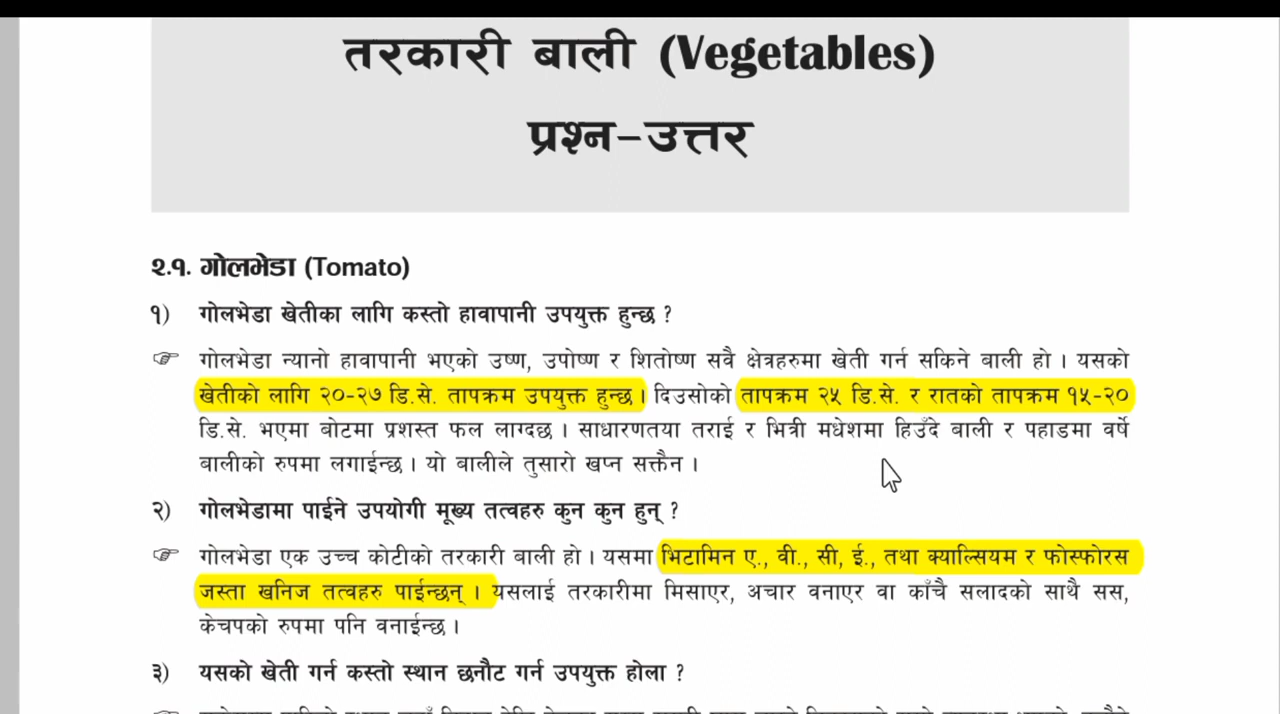 तरकारी बाली (Vegetables)
प्रश्न-उत्तर
२.१. गोलभेडा (Tomato)
१) गोलभेडा खेतीका लागि कस्तो हावापानी उपयुक्त हुन्छ ?
☞ गोलभेडा न्यानो हावापानी भएको उष्ण, उपोष्ण र शितोष्ण सवै क्षेत्रहरुमा खेती गर्न सकिने बाली हो । यसको
खेतीको लागि २०-२७ डि.से. तापक्रम उपयुक्त हुन्छ । दिउसोको तापक्रम २५ डि.से. र रातको तापक्रम १५-२०
डि.से. भएमा बोटमा प्रशस्त फल लाग्दछ । साधारणतया तराई र भित्री मधेशमा हिउँदे बाली र पहाडमा वर्षे
बालीको रुपमा लगाईन्छ । यो बालीले तुसारो खप्न सक्तैन ।
२) गोलभेडामा पाईने उपयोगी मूख्य तत्वहरु कुन कुन हुन् ?
☞ गोलभेडा एक उच्च कोटीको तरकारी बाली हो । यसमा भिटामिन ए., वी., सी, ई., तथा क्याल्सियम र फोस्फोरस
जस्ता खनिज तत्वहरु पाईन्छन् । यसलाई तरकारीमा मिसाएर, अचार वनाएर वा काँचै सलादको साथै सस,
केचपको रुपमा पनि वनाईन्छ ।
३) यसको खेती गर्न कस्तो स्थान छनौट गर्न उपयुक्त होला ?